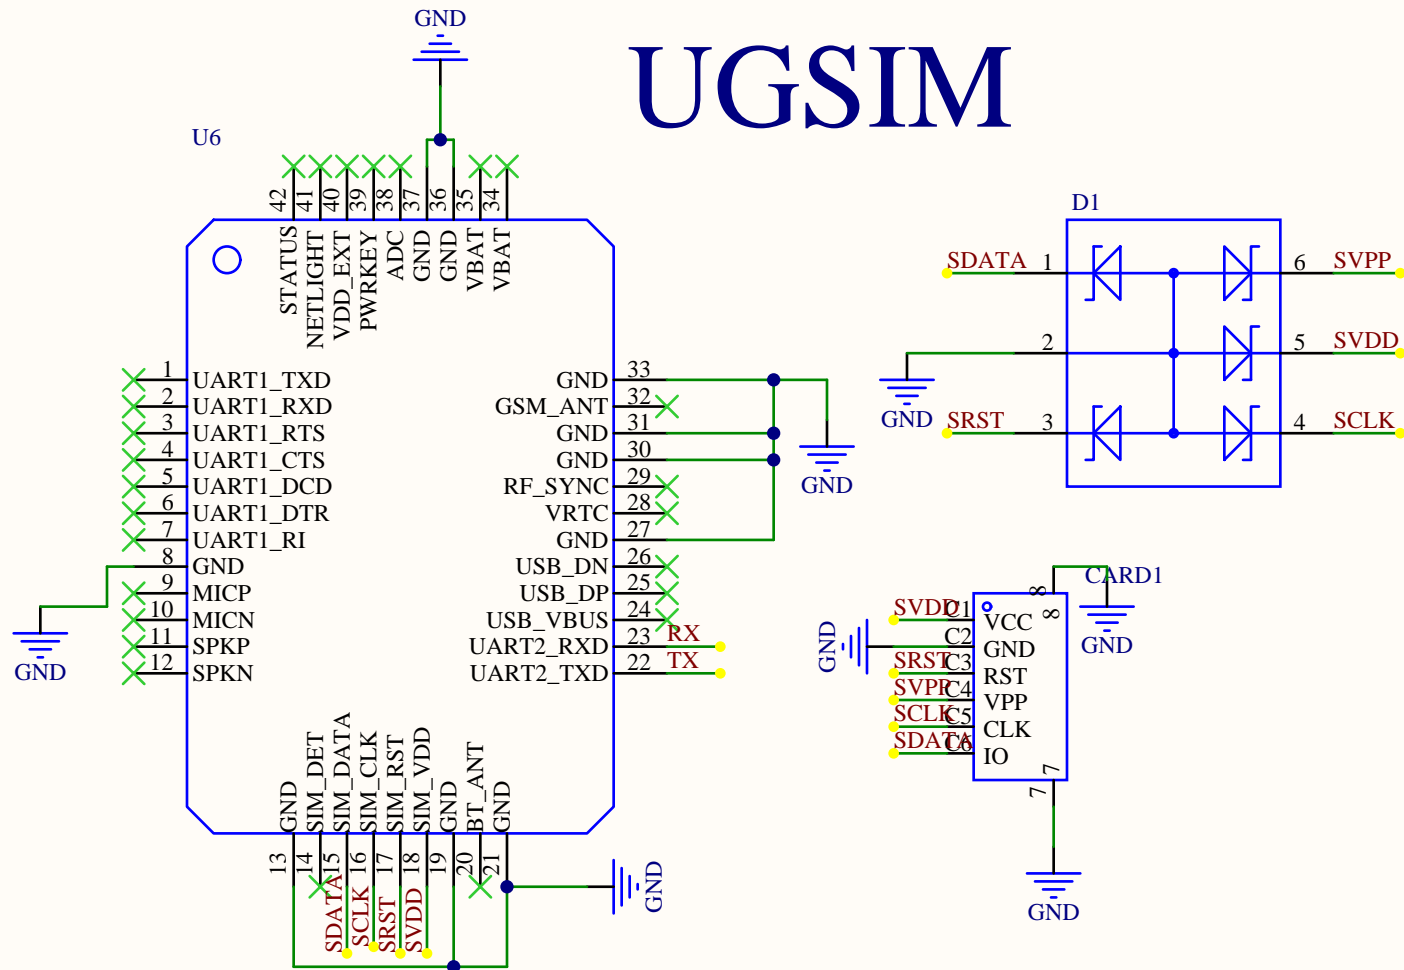 GND
UGSIM
U6
42
41
40
39
38
37
36
35
34
STATUS
NETLIGHT
VDD_EXT
PWRKEY
ADC
GND
GND
VBAT
VBAT
1 UART1_TXD
2 UART1_RXD
3 UART1_RTS
4 UART1_CTS
5 UART1_DCD
6 UART1_DTR
7 UART1_RI
8 GND
9 MICP
10 MICN
11 SPKP
12 SPKN
GND
GND 33
GSM_ANT 32
GND 31
GND 30
RF_SYNC 29
VRTC 28
GND 27
USB_DN 26
USB_DP 25
USB_VBUS 24
UART2_RXD 23 RX
UART2_TXD 22 TX
GND
GND
SIM_DET
SIM_DATA
SIM_CLK
SIM_RST
SIM_VDD
GND
BT_ANT
GND
13
14
15
16
17
18
19
20
21
SDATA
SCLK
SRST
SVDD
GND
D1
SDATA 1 6 SVPP
2 5 SVDD
GND
SRST 3 4 SCLK
CARD1
8
8
GND
SVDD C1 VCC
GND C2 GND
SRST C3 RST
SVPP C4 VPP
SCLK C5 CLK
SDATA C6 IO
7
7
GND